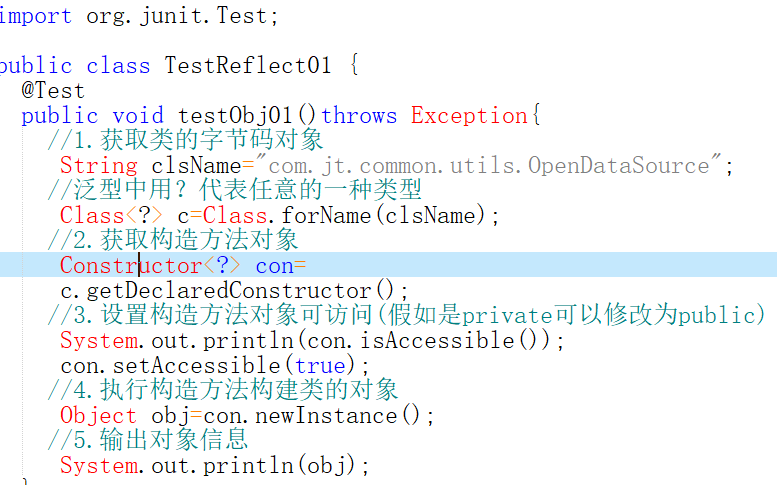 import org.junit.Test;
public class TestReflect01 {
@Test
public void testObj01()throws Exception{
//1.获取类的字节码对象
String clsName="com.jt.common.utils.OpenDataSource";
//泛型中用？代表任意的一种类型
Class<?> c=Class.forName(clsName);
//2.获取构造方法对象
Constructor<?> con=
c.getDeclaredConstructor();
//3.设置构造方法对象可访问(假如是private可以修改为public)
System.out.println(con.isAccessible());
con.setAccessible(true);
//4.执行构造方法构建类的对象
Object obj=con.newInstance();
//5.输出对象信息
System.out.println(obj);
}